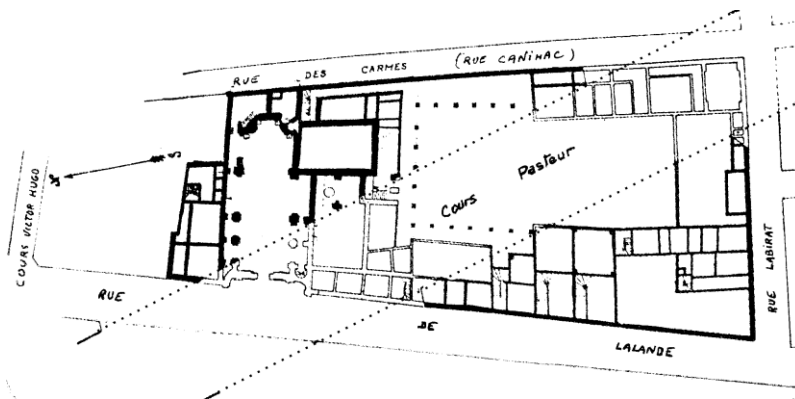 RUE DES CARMES (RUE CANIHAC)
COURS VICTOR HUGO
Cours Pasteur
RUE LABIRAT
RUE DE LALANDE